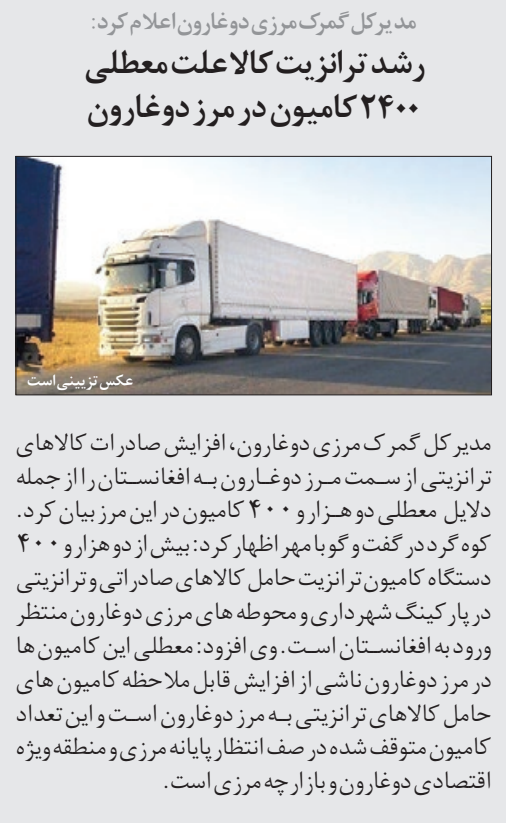 مدیرکل گمرک مرزی دوغارون اعلام کرد:
رشد ترانزیت کالا علت معطلی
۲۴۰۰ کامیون در مرز دوغارون
عکس تزیینی است
مدیر کل گمرک مرزی دوغارون، افزایش صادرات کالاهای
ترانزیتی از سمت مرز دوغارون به افغانستان را از جمله
دلایل معطلی دو هزار و ۴۰۰ کامیون در این مرز بیان کرد.
کوه گرد در گفت و گو با مهر اظهار کرد: بیش از دو هزار و ۴۰۰
دستگاه کامیون ترانزیت حامل کالاهای صادراتی و ترانزیتی
در پارکینگ شهرداری و محوطه های مرزی دوغارون منتظر
ورود به افغانستان است. وی افزود: معطلی این کامیون ها
در مرز دوغارون ناشی از افزایش قابل ملاحظه کامیون های
حامل کالاهای ترانزیتی به مرز دوغارون است و این تعداد
کامیون متوقف شده در صف انتظار پایانه مرزی و منطقه ویژه
اقتصادی دوغارون و بازارچه مرزی است.